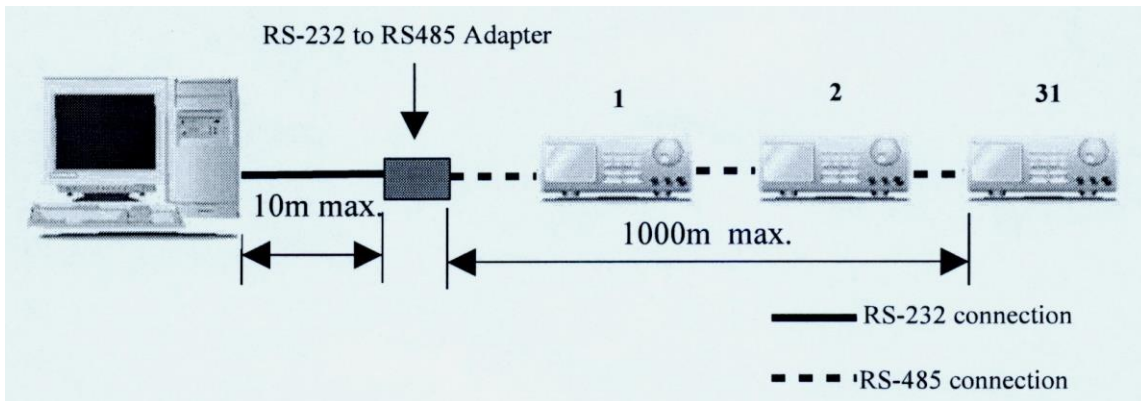 RS-232 to RS485 Adapter
1
2
31
10m max.
1000m max.
RS-232 connection
RS-485 connection